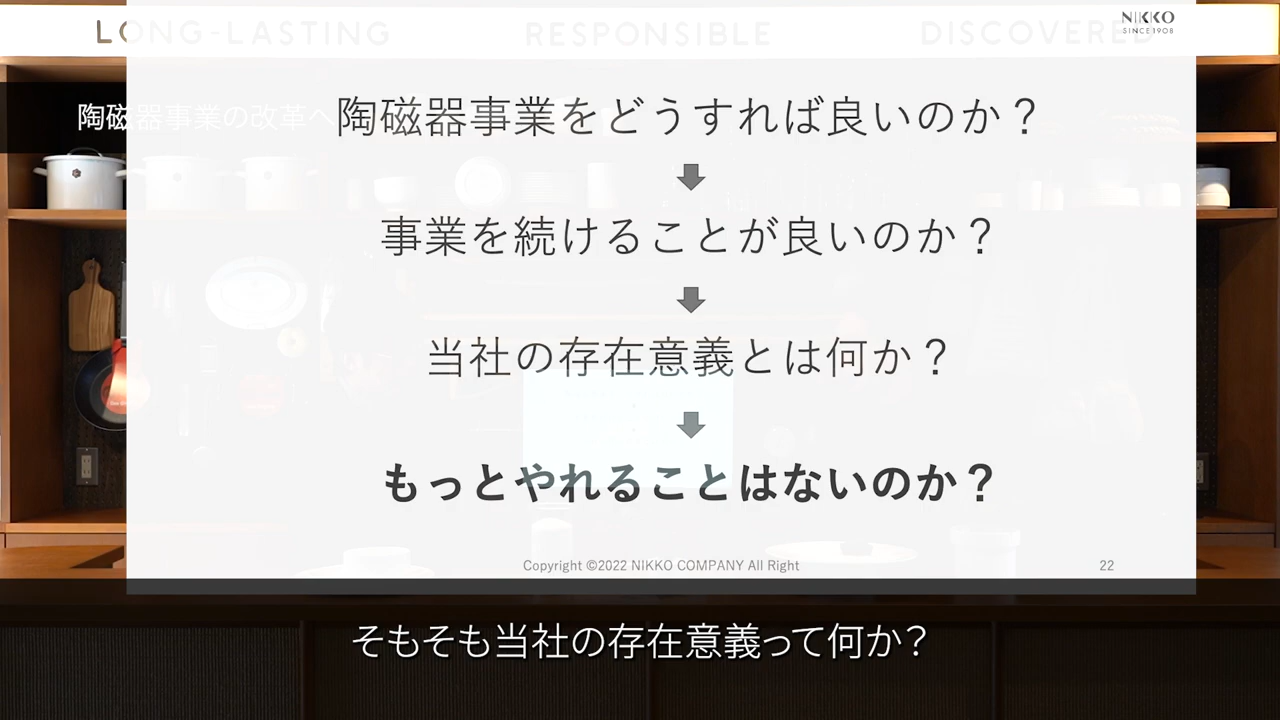 LONG-LASTING RESPONSIBLE DISCOVERED
NIKKO
SINCE 1908
陶磁器事業の改革へ
陶磁器事業をどうすれば良いのか？
事業を続けることが良いのか？
当社の存在意義とは何か？
もっとやれることはないのか？
Copyright ©2022 NIKKO COMPANY All Right
22
そもそも当社の存在意義って何か？